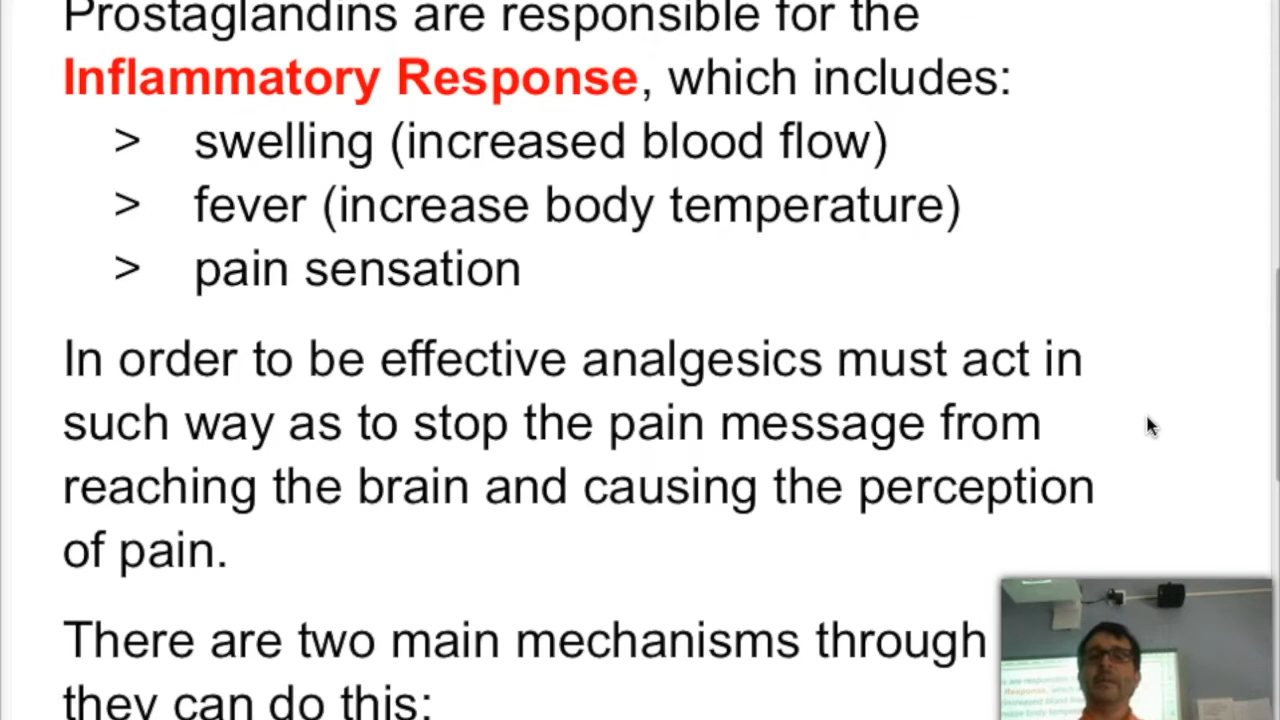 Prostaglandins are responsible for the
Inflammatory Response, which includes:
> swelling (increased blood flow)
> fever (increase body temperature)
> pain sensation
In order to be effective analgesics must act in
such way as to stop the pain message from
reaching the brain and causing the perception
of pain.
There are two main mechanisms through
they can do this: